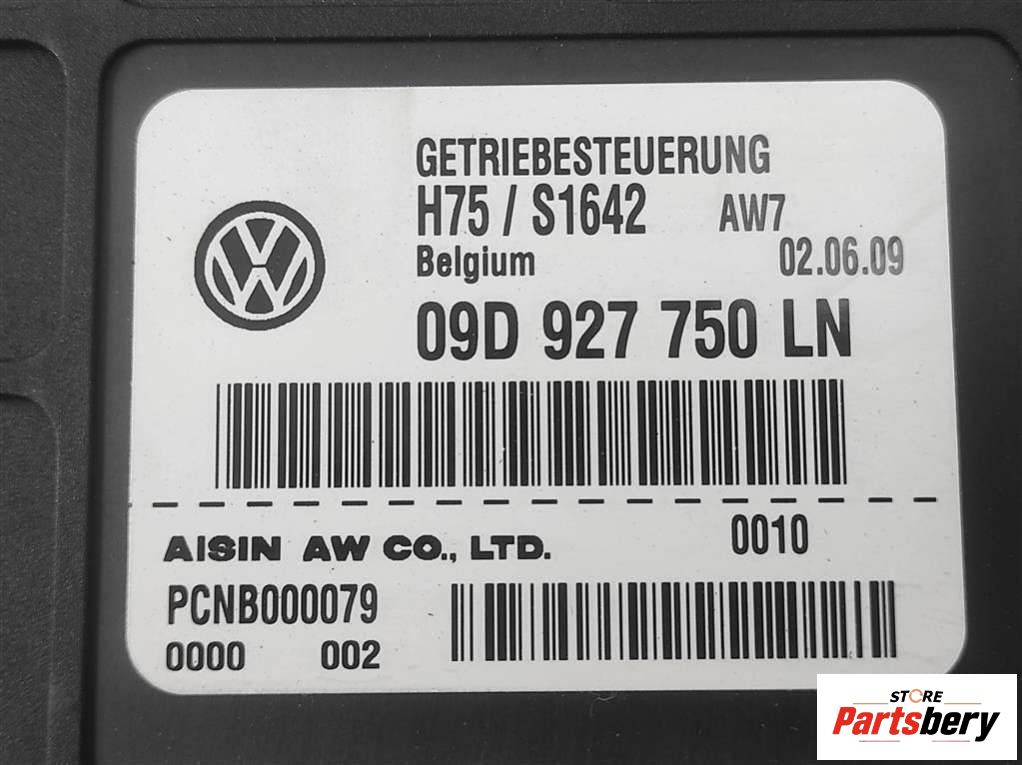 GETRIEBESTEUERUNG
H75 / S1642 AW7
Belgium 02.06.09
09D 927 750 LN
AISIN AW CO., LTD. 0010
PCNB000079
0000 002
STORE
Partsbery